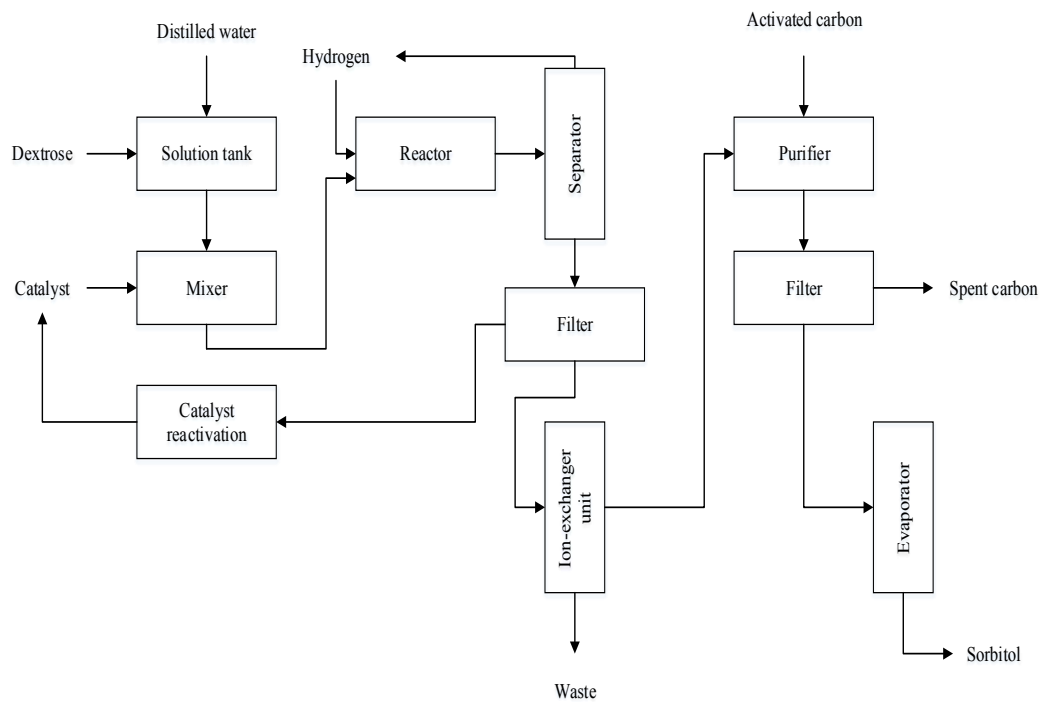 Distilled water
Activated carbon
Hydrogen
Dextrose
Solution tank
Reactor
Separator
Purifier
Catalyst
Mixer
Filter
Spent carbon
Filter
Catalyst
reactivation
Ion-exchanger
unit
Evaporator
Sorbitol
Waste